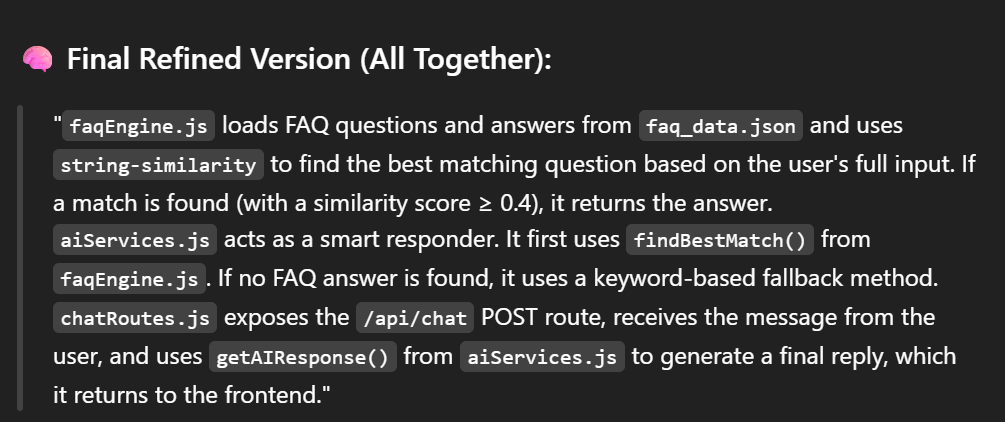 🧠 Final Refined Version (All Together):
"faqEngine.js loads FAQ questions and answers from faq_data.json and uses
string-similarity to find the best matching question based on the user's full input. If
a match is found (with a similarity score ≥ 0.4), it returns the answer.
aiServices.js acts as a smart responder. It first uses findBestMatch() from
faqEngine.js. If no FAQ answer is found, it uses a keyword-based fallback method.
chatRoutes.js exposes the /api/chat POST route, receives the message from the
user, and uses getAIResponse() from aiServices.js to generate a final reply, which
it returns to the frontend."